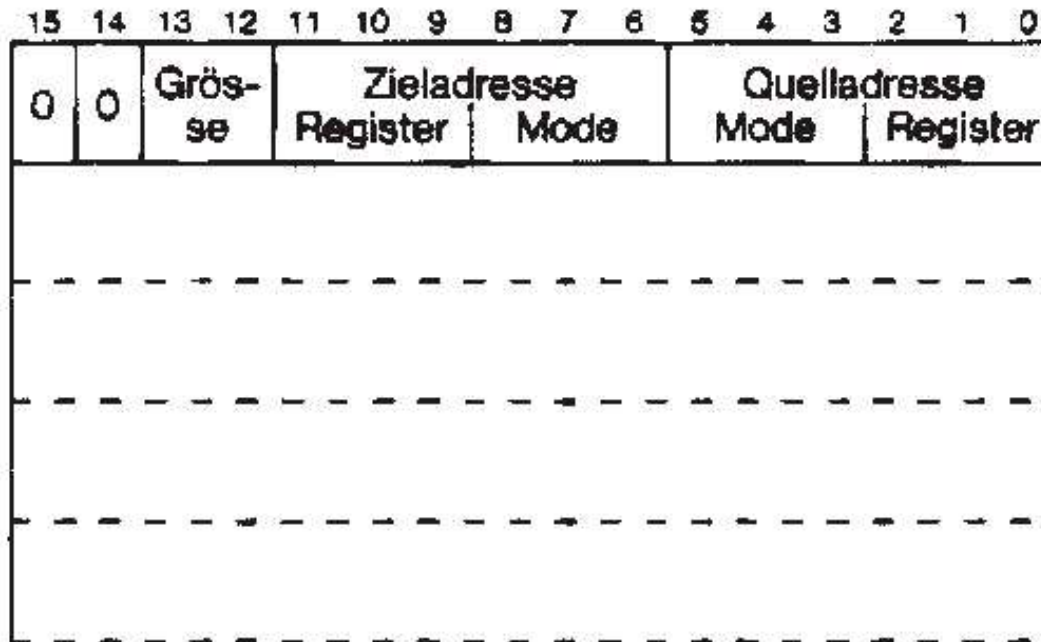 15 14 13 12 11 10 9 8 7 6 5 4 3 2 1 0
0 0 Grös- Zieladresse Quelladresse
se Register Mode Mode Register